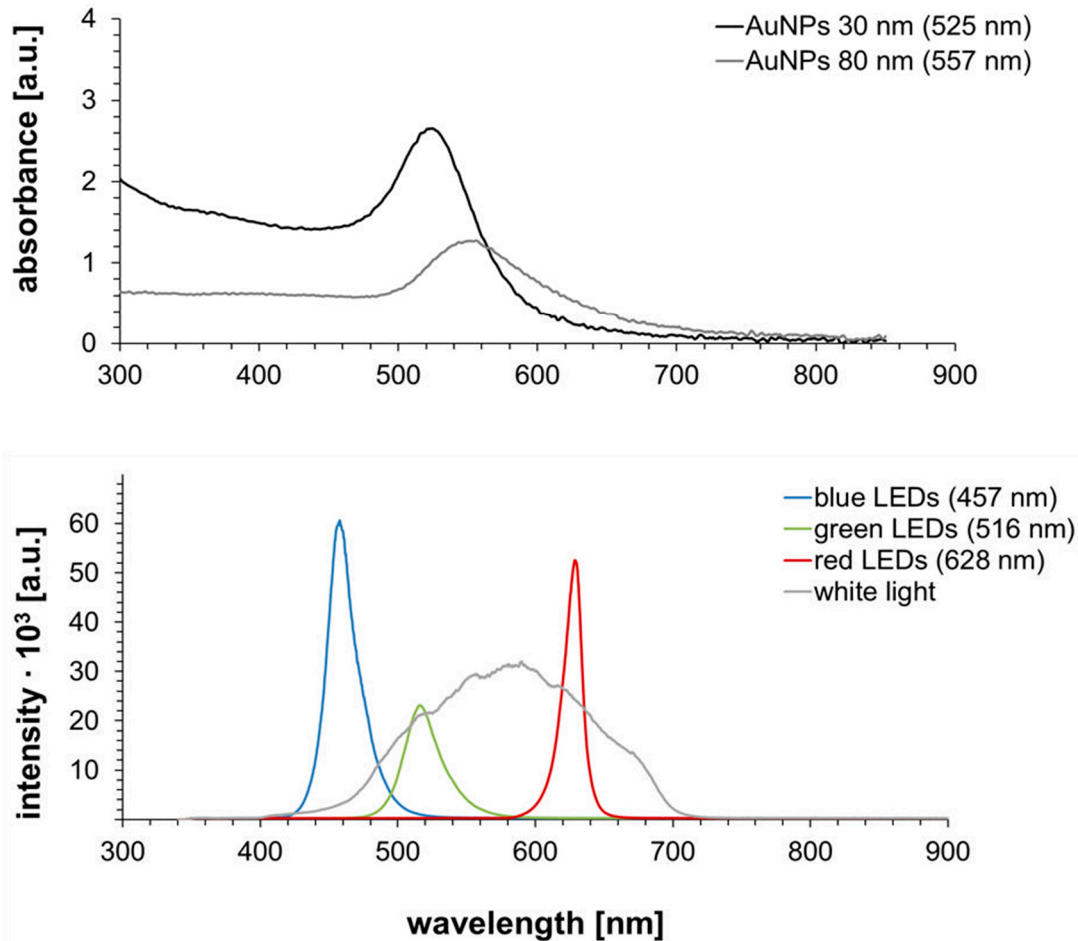 absorbance [a.u.]
4
3
2
1
0
AuNPs 30 nm (525 nm)
AuNPs 80 nm (557 nm)
300 400 500 600 700 800 900
intensity · 10³ [a.u.]
60
50
40
30
20
10
blue LEDs (457 nm)
green LEDs (516 nm)
red LEDs (628 nm)
white light
300 400 500 600 700 800 900
wavelength [nm]